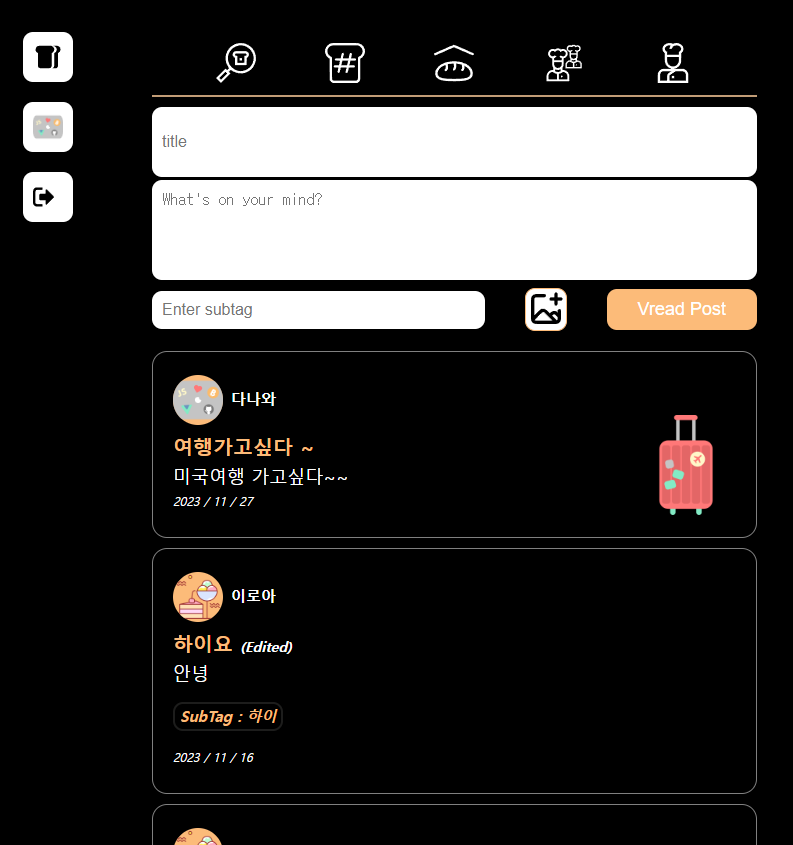 #
title
What's on your mind?
Enter subtag
Vread Post
다나와
여행가고싶다 ~
미국여행 가고싶다~~
2023 / 11 / 27
이로아
하이요 (Edited)
안녕
SubTag : 하이
2023 / 11 / 16